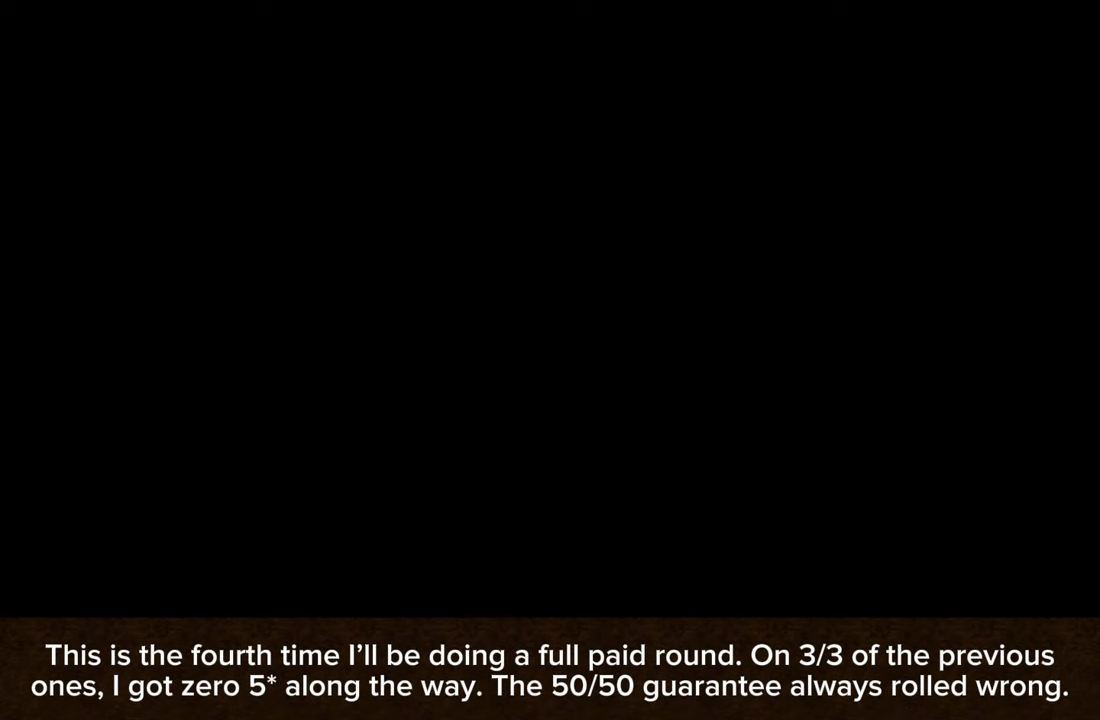 This is the fourth time I’ll be doing a full paid round. On 3/3 of the previous
ones, I got zero 5* along the way. The 50/50 guarantee always rolled wrong.